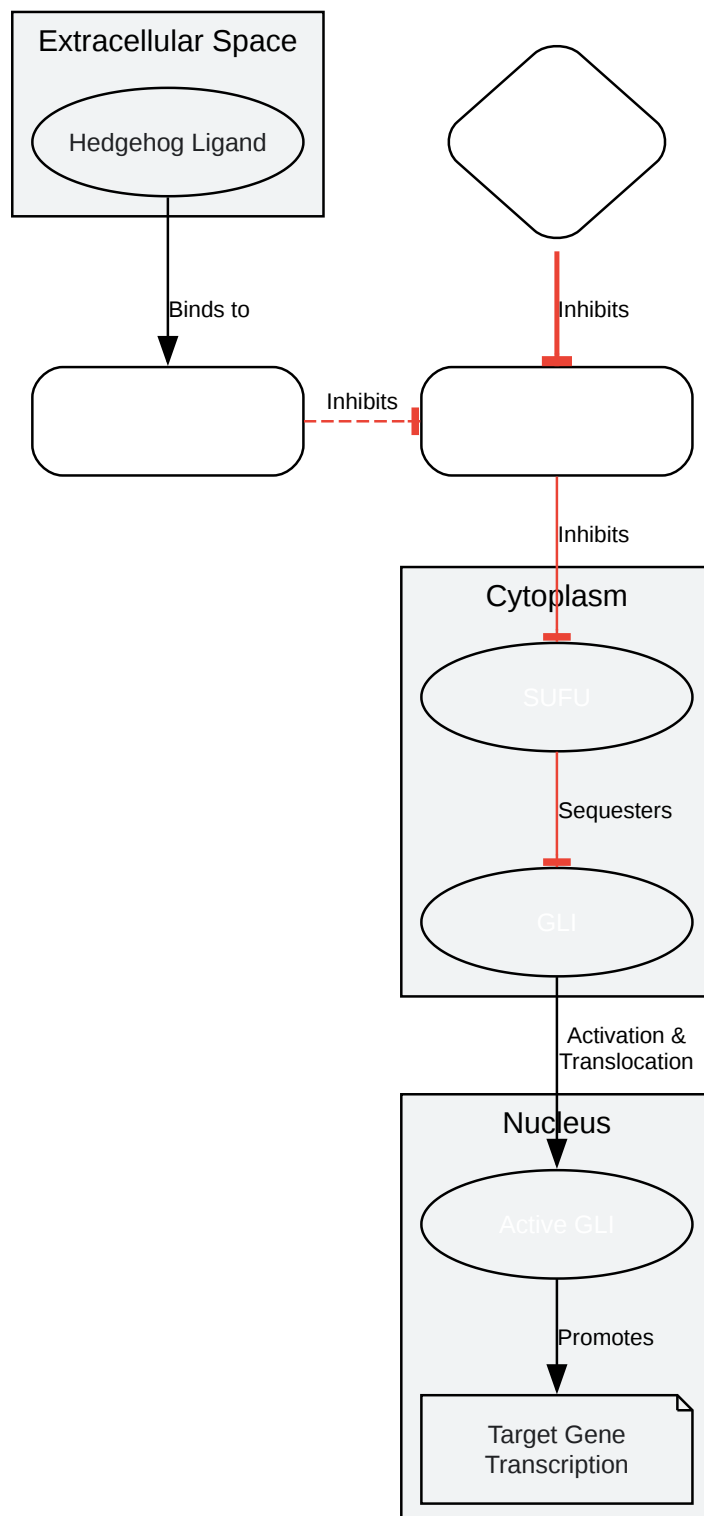 Extracellular Space
Hedgehog Ligand
Binds to
Inhibits
Inhibits
Inhibits
Cytoplasm
SUFU
Sequesters
GLI
Activation &
Translocation
Nucleus
Active GLI
Promotes
Target Gene
Transcription